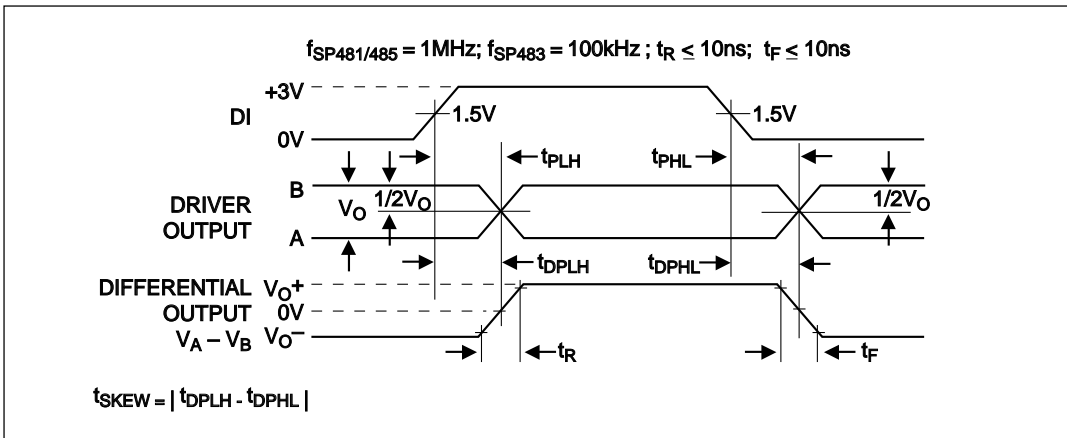 fSP481/485 = 1MHz; fSP483 = 100kHz ; tR ≤ 10ns; tF ≤ 10ns
+3V
DI
1.5V
1.5V
0V
tPLH
tPHL
B
DRIVER
OUTPUT
VO
1/2VO
1/2VO
A
tDPLH
tDPHL
DIFFERENTIAL
OUTPUT
VA – VB
VO+
0V
VO–
tR
tF
tSKEW = | tDPLH - tDPHL |